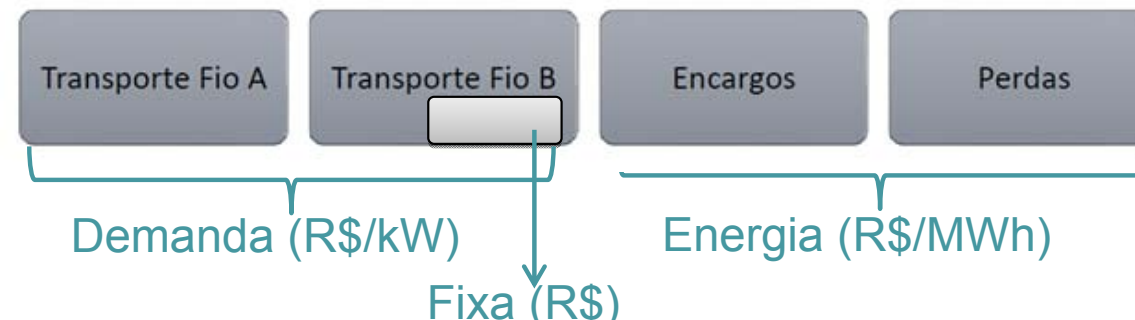 Transporte Fio A
Transporte Fio B
Encargos
Perdas
Demanda (R$/kW)
Energia (R$/MWh)
Fixa (R$)